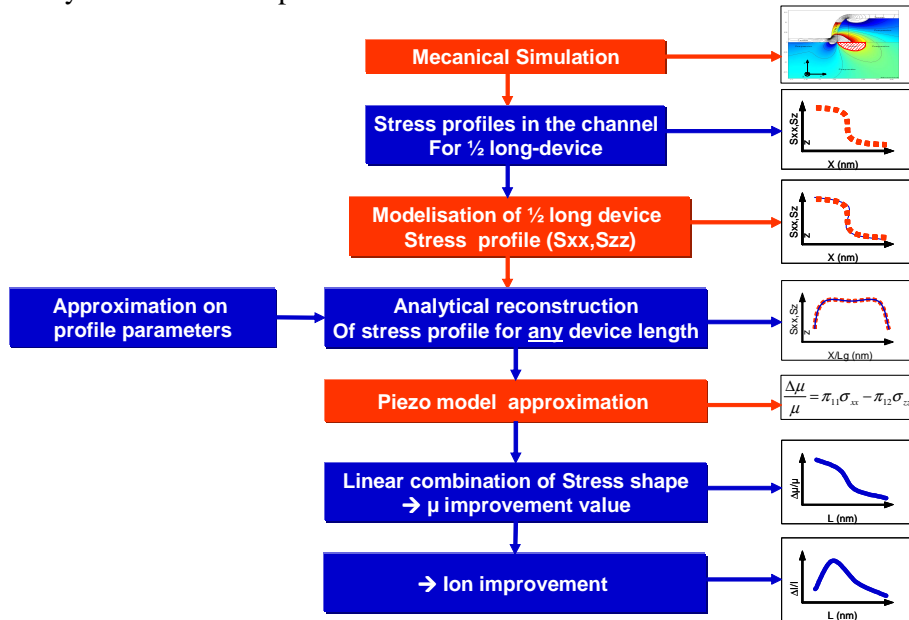 Mecanical Simulation
Stress profiles in the channel
For ½ long-device
Sxx,Sz
z
X (nm)
Modelisation of ½ long device
Stress profile (Sxx,Szz)
Sxx,Sz
z
X (nm)
Approximation on
profile parameters
Analytical reconstruction
Of stress profile for any device length
Sxx,Sz
z
X/Lg (nm)
Piezo model approximation
Δμ/μ = π₁₁σₓₓ − π₁₂σzz
Linear combination of Stress shape
→ μ improvement value
Δμ/μ
L (nm)
→ Ion improvement
ΔI/I
L (nm)